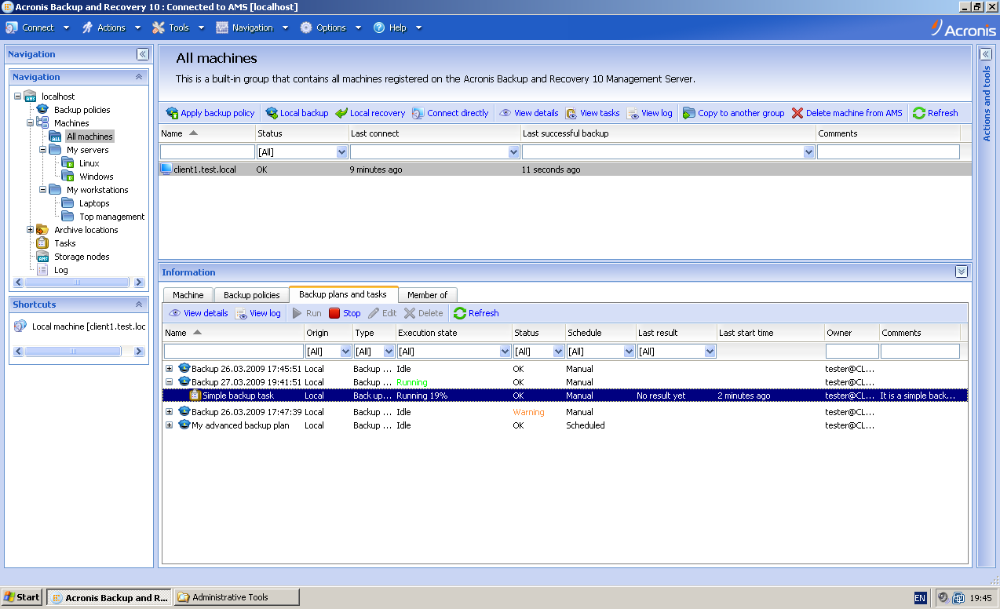 Acronis Backup and Recovery 10 : Connected to AMS [localhost]
Connect Actions Tools Navigation Options Help Acronis
Navigation
Navigation
localhost
Backup policies
Machines
All machines
My servers
Linux
Windows
My workstations
Laptops
Top management
Archive locations
Tasks
Storage nodes
Log
Shortcuts
Local machine [client1.test.loc
All machines
This is a built-in group that contains all machines registered on the Acronis Backup and Recovery 10 Management Server.
Apply backup policy Local backup Local recovery Connect directly View details View tasks View log Copy to another group Delete machine from AMS Refresh
Name Status Last connect Last successful backup Comments
[All]
client1.test.local OK 9 minutes ago 11 seconds ago
Information
Machine Backup policies Backup plans and tasks Member of
View details View log Run Stop Edit Delete Refresh
Name Origin Type Execution state Status Schedule Last result Last start time Owner Comments
[All] [All] [All] [All] [All] [All]
Backup 26.03.2009 17:45:51 Local Backup ... Idle OK Manual tester@CL...
Backup 27.03.2009 19:41:51 Local Backup ... Running OK Manual tester@CL...
Simple backup task Local Back up... Running 19% OK Manual No result yet 2 minutes ago tester@CL... It is a simple back...
Backup 26.03.2009 17:47:39 Local Backup ... Idle Warning Manual tester@CL...
My advanced backup plan Local Backup ... Idle OK Scheduled tester@CL...
Actions and tools
Start Acronis Backup and R... Administrative Tools EN 19:45